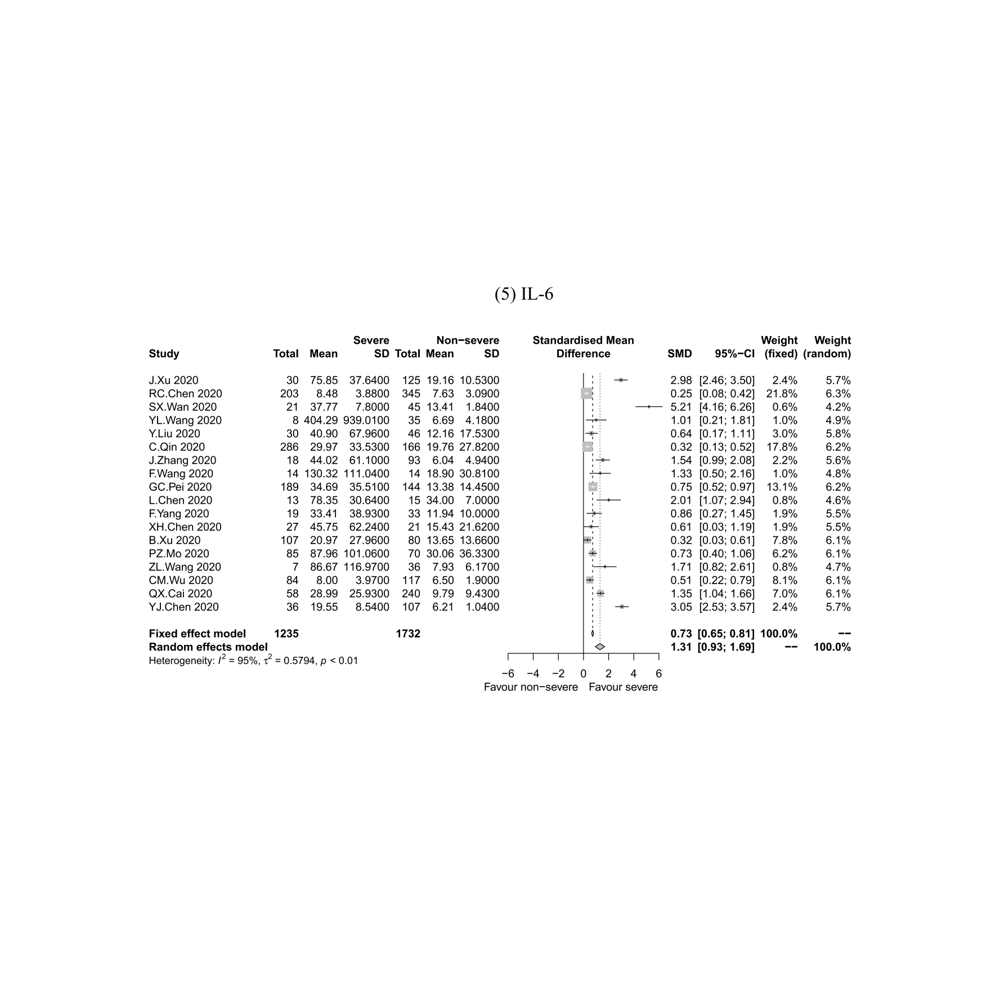 (5) IL-6
Severe Non−severe Standardised Mean Weight Weight
Study Total Mean SD Total Mean SD Difference SMD 95%−CI (fixed) (random)
J.Xu 2020 30 75.85 37.6400 125 19.16 10.5300 2.98 [2.46; 3.50] 2.4% 5.7%
RC.Chen 2020 203 8.48 3.8800 345 7.63 3.0900 0.25 [0.08; 0.42] 21.8% 6.3%
SX.Wan 2020 21 37.77 7.8000 45 13.41 1.8400 5.21 [4.16; 6.26] 0.6% 4.2%
YL.Wang 2020 8 404.29 939.0100 35 6.69 4.1800 1.01 [0.21; 1.81] 1.0% 4.9%
Y.Liu 2020 30 40.90 67.9600 46 12.16 17.5300 0.64 [0.17; 1.11] 3.0% 5.8%
C.Qin 2020 286 29.97 33.5300 166 19.76 27.8200 0.32 [0.13; 0.52] 17.8% 6.2%
J.Zhang 2020 18 44.02 61.1000 93 6.04 4.9400 1.54 [0.99; 2.08] 2.2% 5.6%
F.Wang 2020 14 130.32 111.0400 14 18.90 30.8100 1.33 [0.50; 2.16] 1.0% 4.8%
GC.Pei 2020 189 34.69 35.5100 144 13.38 14.4500 0.75 [0.52; 0.97] 13.1% 6.2%
L.Chen 2020 13 78.35 30.6400 15 34.00 7.0000 2.01 [1.07; 2.94] 0.8% 4.6%
F.Yang 2020 19 33.41 38.9300 33 11.94 10.0000 0.86 [0.27; 1.45] 1.9% 5.5%
XH.Chen 2020 27 45.75 62.2400 21 15.43 21.6200 0.61 [0.03; 1.19] 1.9% 5.5%
B.Xu 2020 107 20.97 27.9600 80 13.65 13.6600 0.32 [0.03; 0.61] 7.8% 6.1%
PZ.Mo 2020 85 87.96 101.0600 70 30.06 36.3300 0.73 [0.40; 1.06] 6.2% 6.1%
ZL.Wang 2020 7 86.67 116.9700 36 7.93 6.1700 1.71 [0.82; 2.61] 0.8% 4.7%
CM.Wu 2020 84 8.00 3.9700 117 6.50 1.9000 0.51 [0.22; 0.79] 8.1% 6.1%
QX.Cai 2020 58 28.99 25.9300 240 9.79 9.4300 1.35 [1.04; 1.66] 7.0% 6.1%
YJ.Chen 2020 36 19.55 8.5400 107 6.21 1.0400 3.05 [2.53; 3.57] 2.4% 5.7%
Fixed effect model 1235 1732 0.73 [0.65; 0.81] 100.0% −−
Random effects model 1.31 [0.93; 1.69] −− 100.0%
Heterogeneity: I² = 95%, τ² = 0.5794, p < 0.01
−6 −4 −2 0 2 4 6
Favour non−severe Favour severe